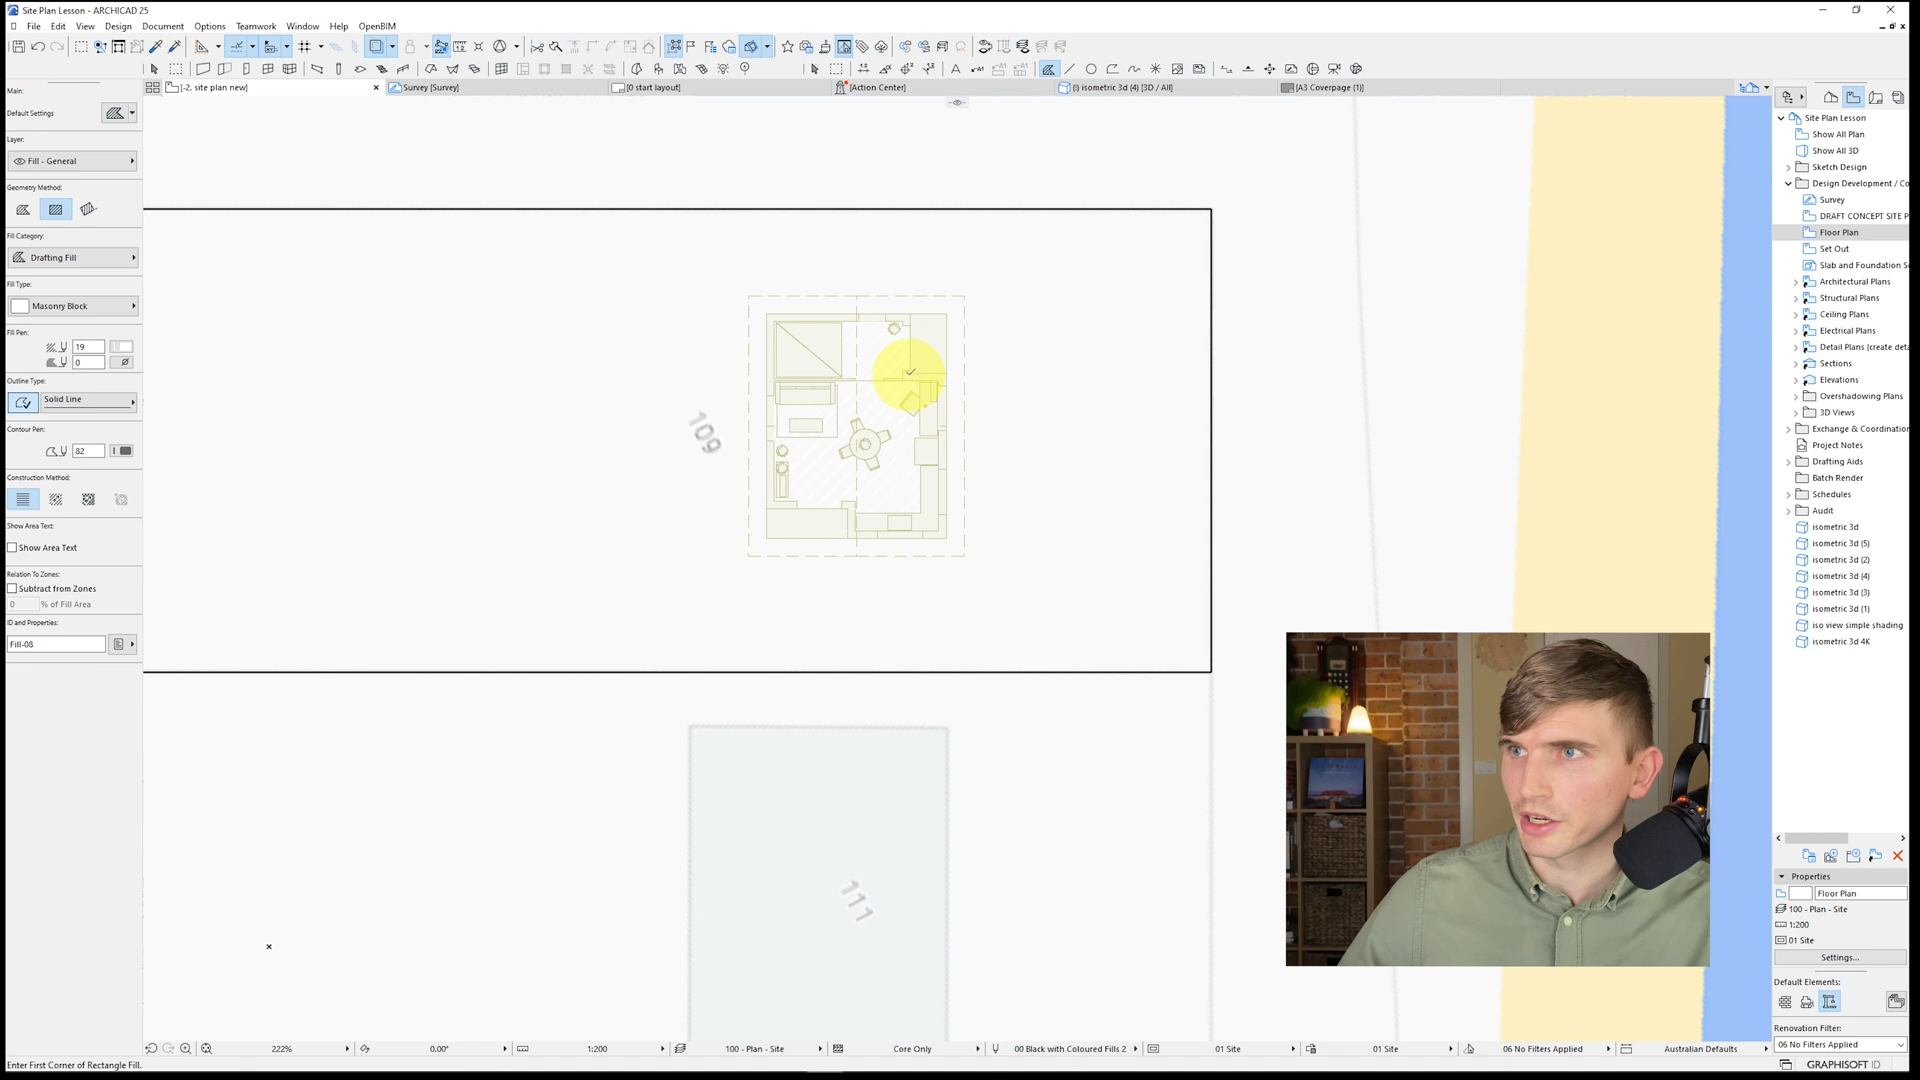 Site Plan Lesson - ARCHICAD 25
File Edit View Design Document Options Teamwork Window Help OpenBIM
[-2. site plan new]
Survey [Survey]
[0 start layout]
[Action Center]
(!) isometric 3d (4) [3D / All]
[A3 Coverpage (1)]
Main:
Default Settings
Layer:
Fill - General
Geometry Method:
Fill Category:
Drafting Fill
Fill Type:
Masonry Block
Fill Pen:
19
0
Outline Type:
Solid Line
Contour Pen:
82
Construction Method:
Show Area Text:
Show Area Text
Relation To Zones:
Subtract from Zones
0 % of Fill Area
ID and Properties:
Fill-08
109
111
Site Plan Lesson
Show All Plan
Show All 3D
Sketch Design
Design Development / Co
Survey
DRAFT CONCEPT SITE P
Floor Plan
Set Out
Slab and Foundation S
Architectural Plans
Structural Plans
Ceiling Plans
Electrical Plans
Detail Plans (create deta
Sections
Elevations
Overshadowing Plans
3D Views
Exchange & Coordination
Project Notes
Drafting Aids
Batch Render
Schedules
Audit
isometric 3d
isometric 3d (5)
isometric 3d (2)
isometric 3d (4)
isometric 3d (3)
isometric 3d (1)
iso view simple shading
isometric 3d 4K
Properties
Floor Plan
100 - Plan - Site
1:200
01 Site
Settings...
Default Elements:
Renovation Filter:
06 No Filters Applied
222% 0.00° 1:200 100 - Plan - Site Core Only 00 Black with Coloured Fills 2 01 Site 01 Site 06 No Filters Applied Australian Defaults
Enter First Corner of Rectangle Fill.
GRAPHISOFT ID